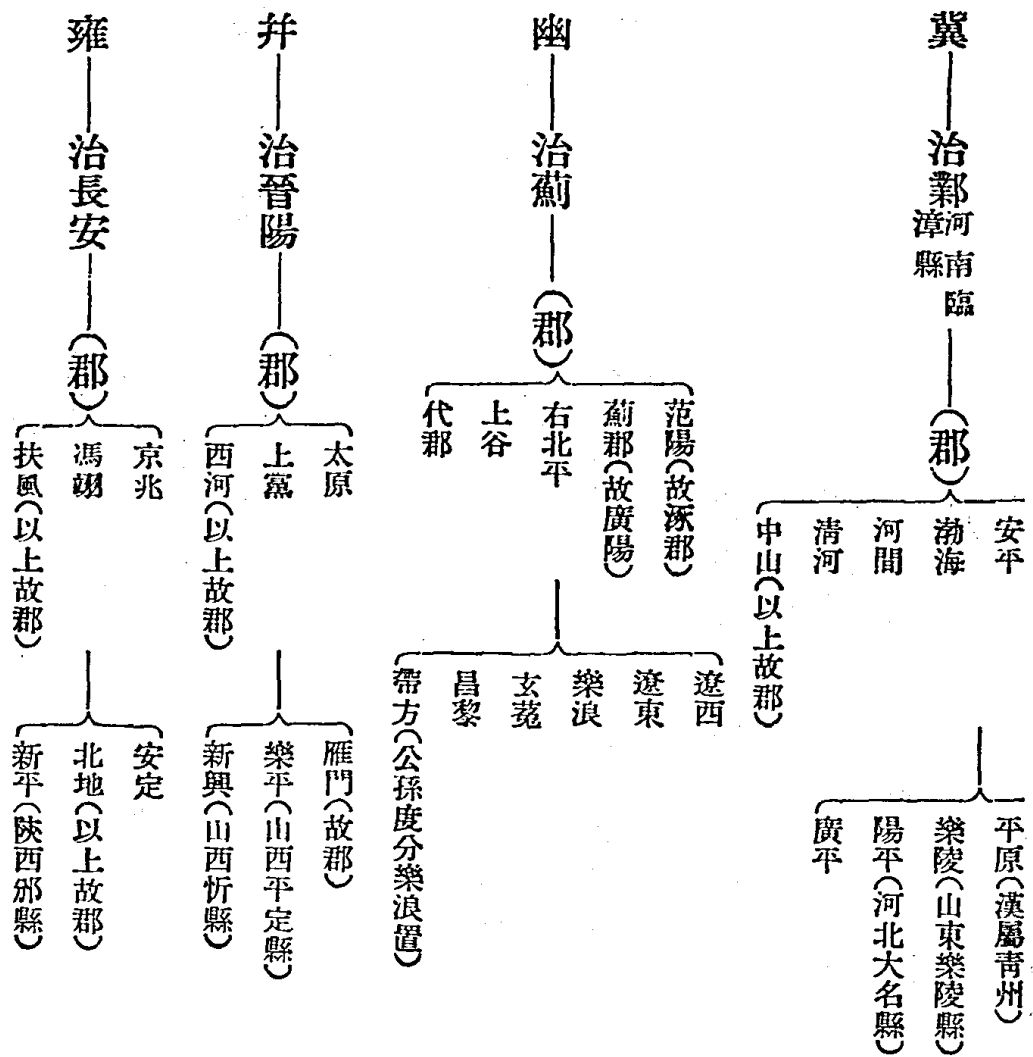 冀
治鄴
河南臨
漳縣
(郡)
安平
渤海
河間
清河
中山(以上故郡)
平原(漢屬青州)
樂陵(山東樂陵縣)
陽平(河北大名縣)
廣平
幽
治薊
(郡)
范陽(故涿郡)
薊郡(故廣陽)
右北平
上谷
代郡
遼西
遼東
樂浪
玄菟
昌黎
帶方(公孫度分樂浪置)
幷
治晉陽
(郡)
太原
上黨
西河(以上故郡)
雁門(故郡)
樂平(山西平定縣)
新興(山西忻縣)
雍
治長安
(郡)
京兆
馮翊
扶風(以上故郡)
安定
北地(以上故郡)
新平(陝西邠縣)